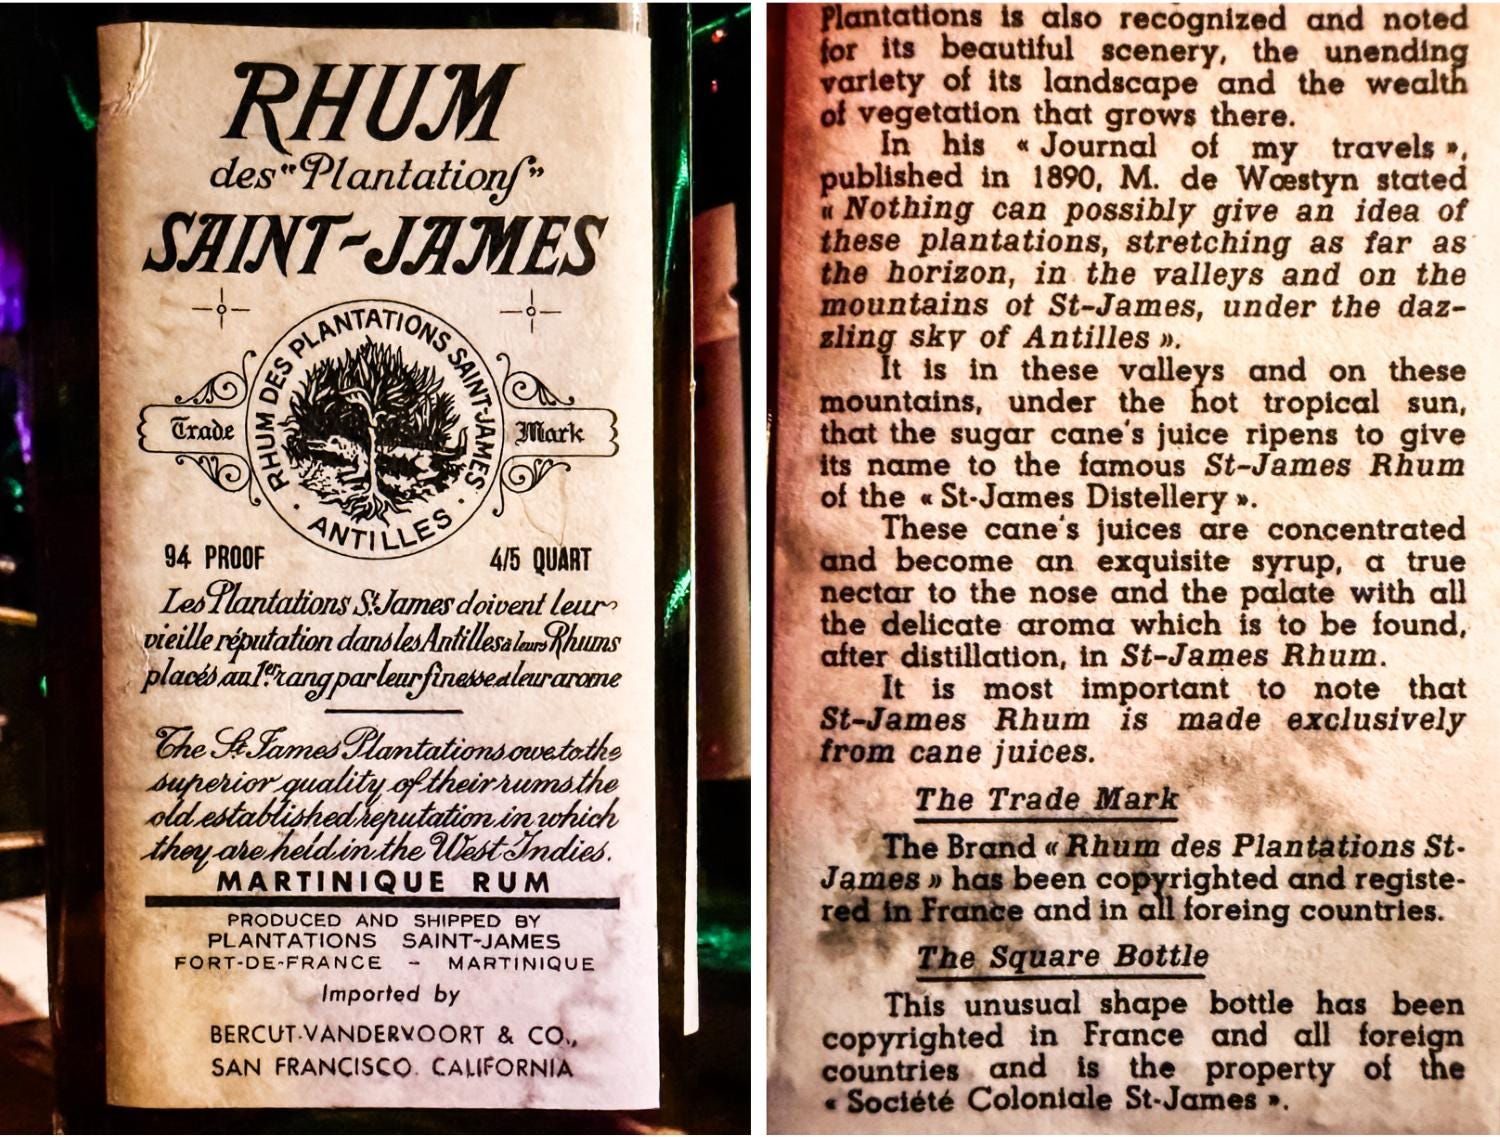 RHUM
des "Plantations"
SAINT-JAMES
RHUM DES PLANTATIONS SAINT-JAMES
· ANTILLES ·
Trade Mark
94 PROOF 4/5 QUART
Les Plantations St James doivent leur
vieille réputation dans les Antilles à leurs Rhums
placés au 1er rang par leur finesse et leur arome
The St James Plantations owe to the
superior quality of their rums the
old established reputation in which
they are held in the West Indies.
MARTINIQUE RUM
PRODUCED AND SHIPPED BY
PLANTATIONS SAINT-JAMES
FORT-DE-FRANCE - MARTINIQUE
Imported by
BERCUT-VANDERVOORT & CO.,
SAN FRANCISCO. CALIFORNIA
Plantations is also recognized and noted
for its beautiful scenery, the unending
variety of its landscape and the wealth
of vegetation that grows there.
In his « Journal of my travels »,
published in 1890, M. de Wœstyn stated
« Nothing can possibly give an idea of
these plantations, stretching as far as
the horizon, in the valleys and on the
mountains of St-James, under the daz-
zling sky of Antilles ».
It is in these valleys and on these
mountains, under the hot tropical sun,
that the sugar cane's juice ripens to give
its name to the famous St-James Rhum
of the « St-James Distellery ».
These cane's juices are concentrated
and become an exquisite syrup, a true
nectar to the nose and the palate with all
the delicate aroma which is to be found,
after distillation, in St-James Rhum.
It is most important to note that
St-James Rhum is made exclusively
from cane juices.
The Trade Mark
The Brand « Rhum des Plantations St-
James » has been copyrighted and registe-
red in France and in all foreing countries.
The Square Bottle
This unusual shape bottle has been
copyrighted in France and all foreign
countries and is the property of the
« Société Coloniale St-James ».